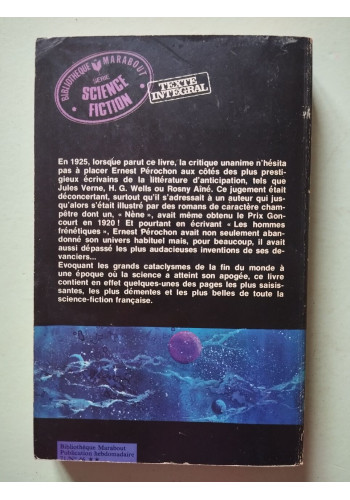 BIBLIOTHÈQUE MARABOUT
SÉRIE
SCIENCE
FICTION
TEXTE
INTÉGRAL
En 1925, lorsque parut ce livre, la critique unanime n'hésita
pas à placer Ernest Pérochon aux côtés des plus presti-
gieux écrivains de la littérature d'anticipation, tels que
Jules Verne, H. G. Wells ou Rosny Aîné. Ce jugement était
déconcertant, surtout qu'il s'adressait à un auteur qui jus-
qu'alors s'était illustré par des romans de caractère cham-
pêtre dont un, « Nène », avait même obtenu le Prix Gon-
court en 1920 ! Et pourtant en écrivant « Les hommes
frénétiques », Ernest Pérochon avait non seulement aban-
donné son univers habituel mais, pour beaucoup, il avait
aussi dépassé les plus audacieuses inventions de ses de-
vanciers...
Evoquant les grands cataclysmes de la fin du monde à
une époque où la science a atteint son apogée, ce livre
contient en effet quelques-unes des pages les plus saisis-
santes, les plus démentes et les plus belles de toute la
science-fiction française.
Bibliothèque Marabout
Publication hebdomadaire